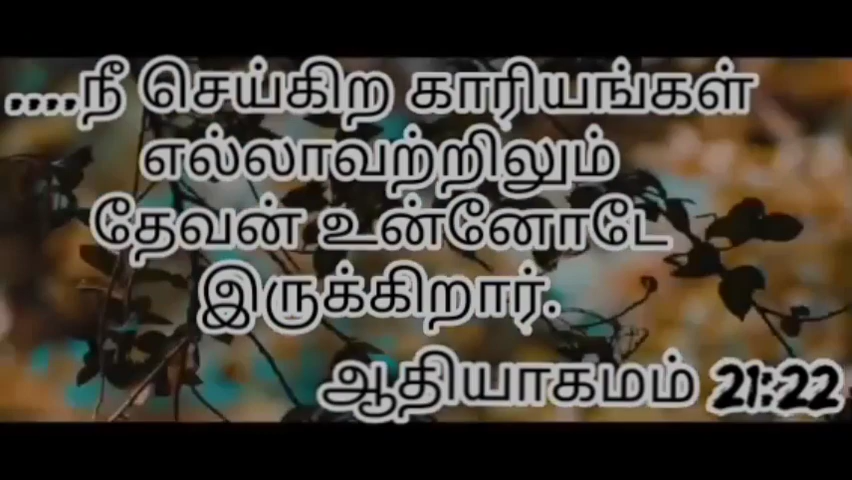 ....நீ செய்கிற காரியங்கள்
எல்லாவற்றிலும்
தேவன் உன்னோடே
இருக்கிறார்.
ஆதியாகமம் 21:22